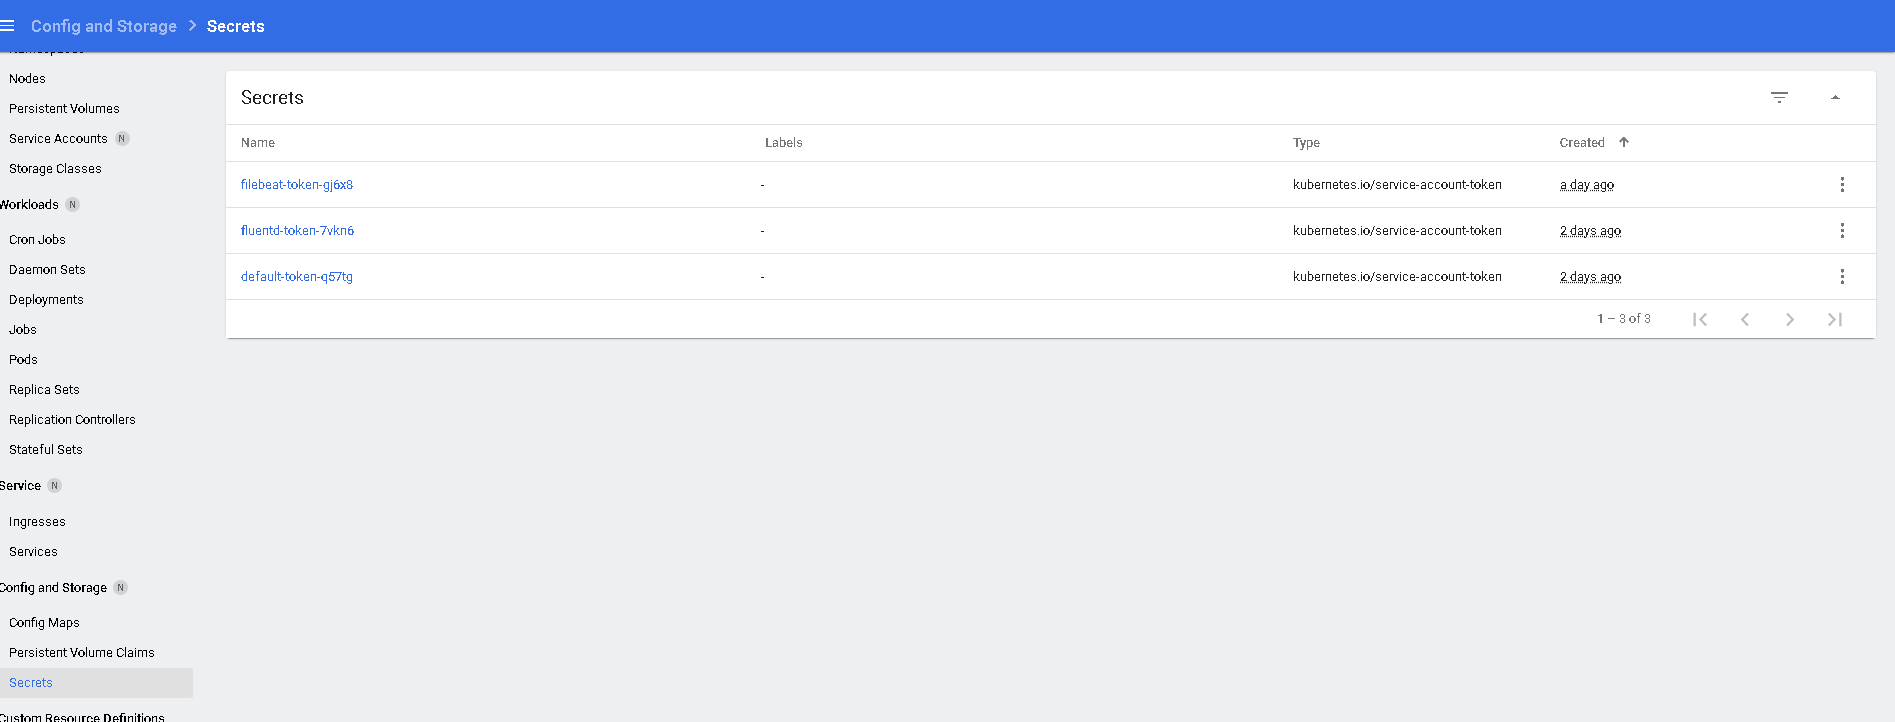 Config and Storage > Secrets
Namespaces
Nodes
Persistent Volumes
Service Accounts N
Storage Classes
Workloads N
Cron Jobs
Daemon Sets
Deployments
Jobs
Pods
Replica Sets
Replication Controllers
Stateful Sets
Service N
Ingresses
Services
Config and Storage N
Config Maps
Persistent Volume Claims
Secrets
Custom Resource Definitions
Secrets
Name Labels Type Created
filebeat-token-gj6x8 - kubernetes.io/service-account-token a day ago
fluentd-token-7vkn6 - kubernetes.io/service-account-token 2 days ago
default-token-q57tg - kubernetes.io/service-account-token 2 days ago
1 – 3 of 3